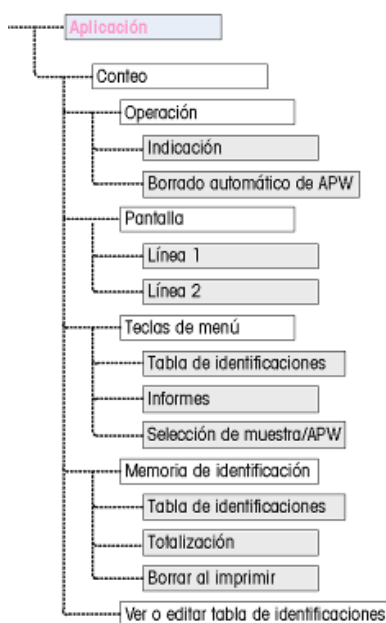 Aplicación
Conteo
Operación
Indicación
Borrado automático de APW
Pantalla
Línea 1
Línea 2
Teclas de menú
Tabla de identificaciones
Informes
Selección de muestra/APW
Memoria de identificación
Tabla de identificaciones
Totalización
Borrar al imprimir
Ver o editar tabla de identificaciones